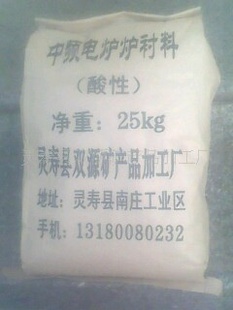 中频电炉炉衬料
（酸性）
净重：25kg
灵寿县双源矿产品加工厂
地址：灵寿县南庄工业区
手机：13180080232